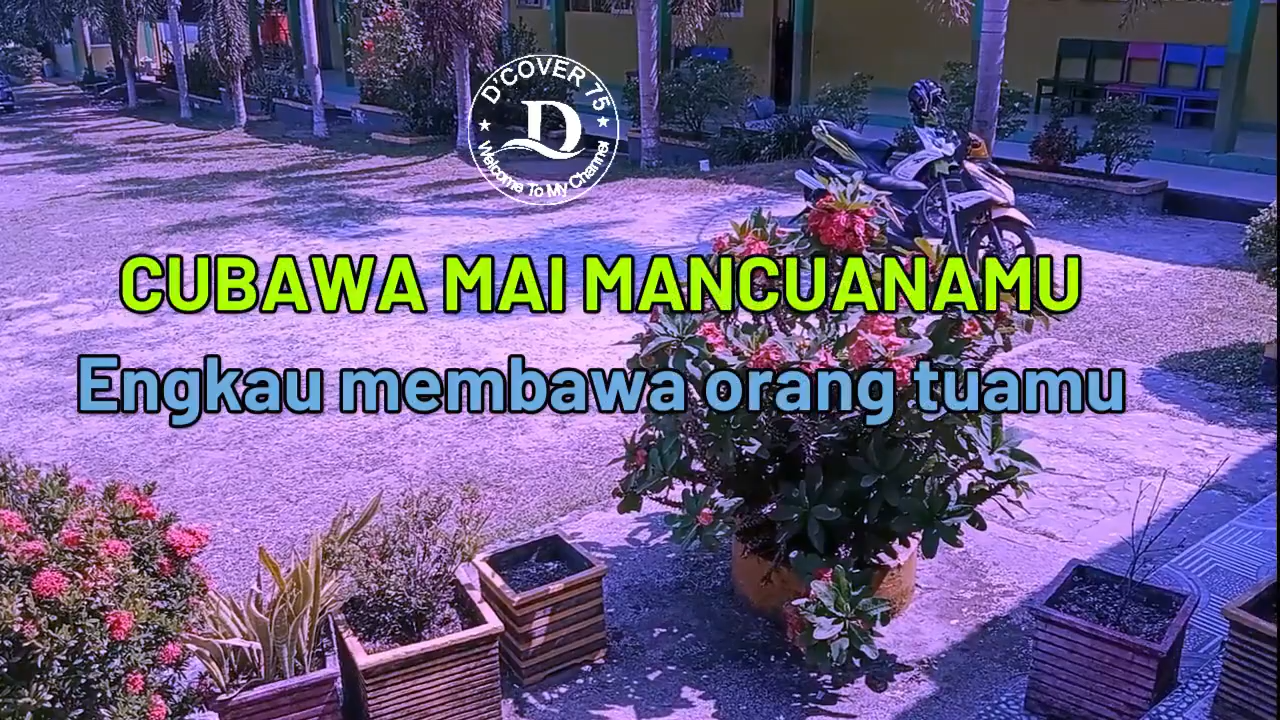 D'COVER 75
D
Welcome To My Channel
CUBAWA MAI MANCUANAMU
Engkau membawa orang tuamu